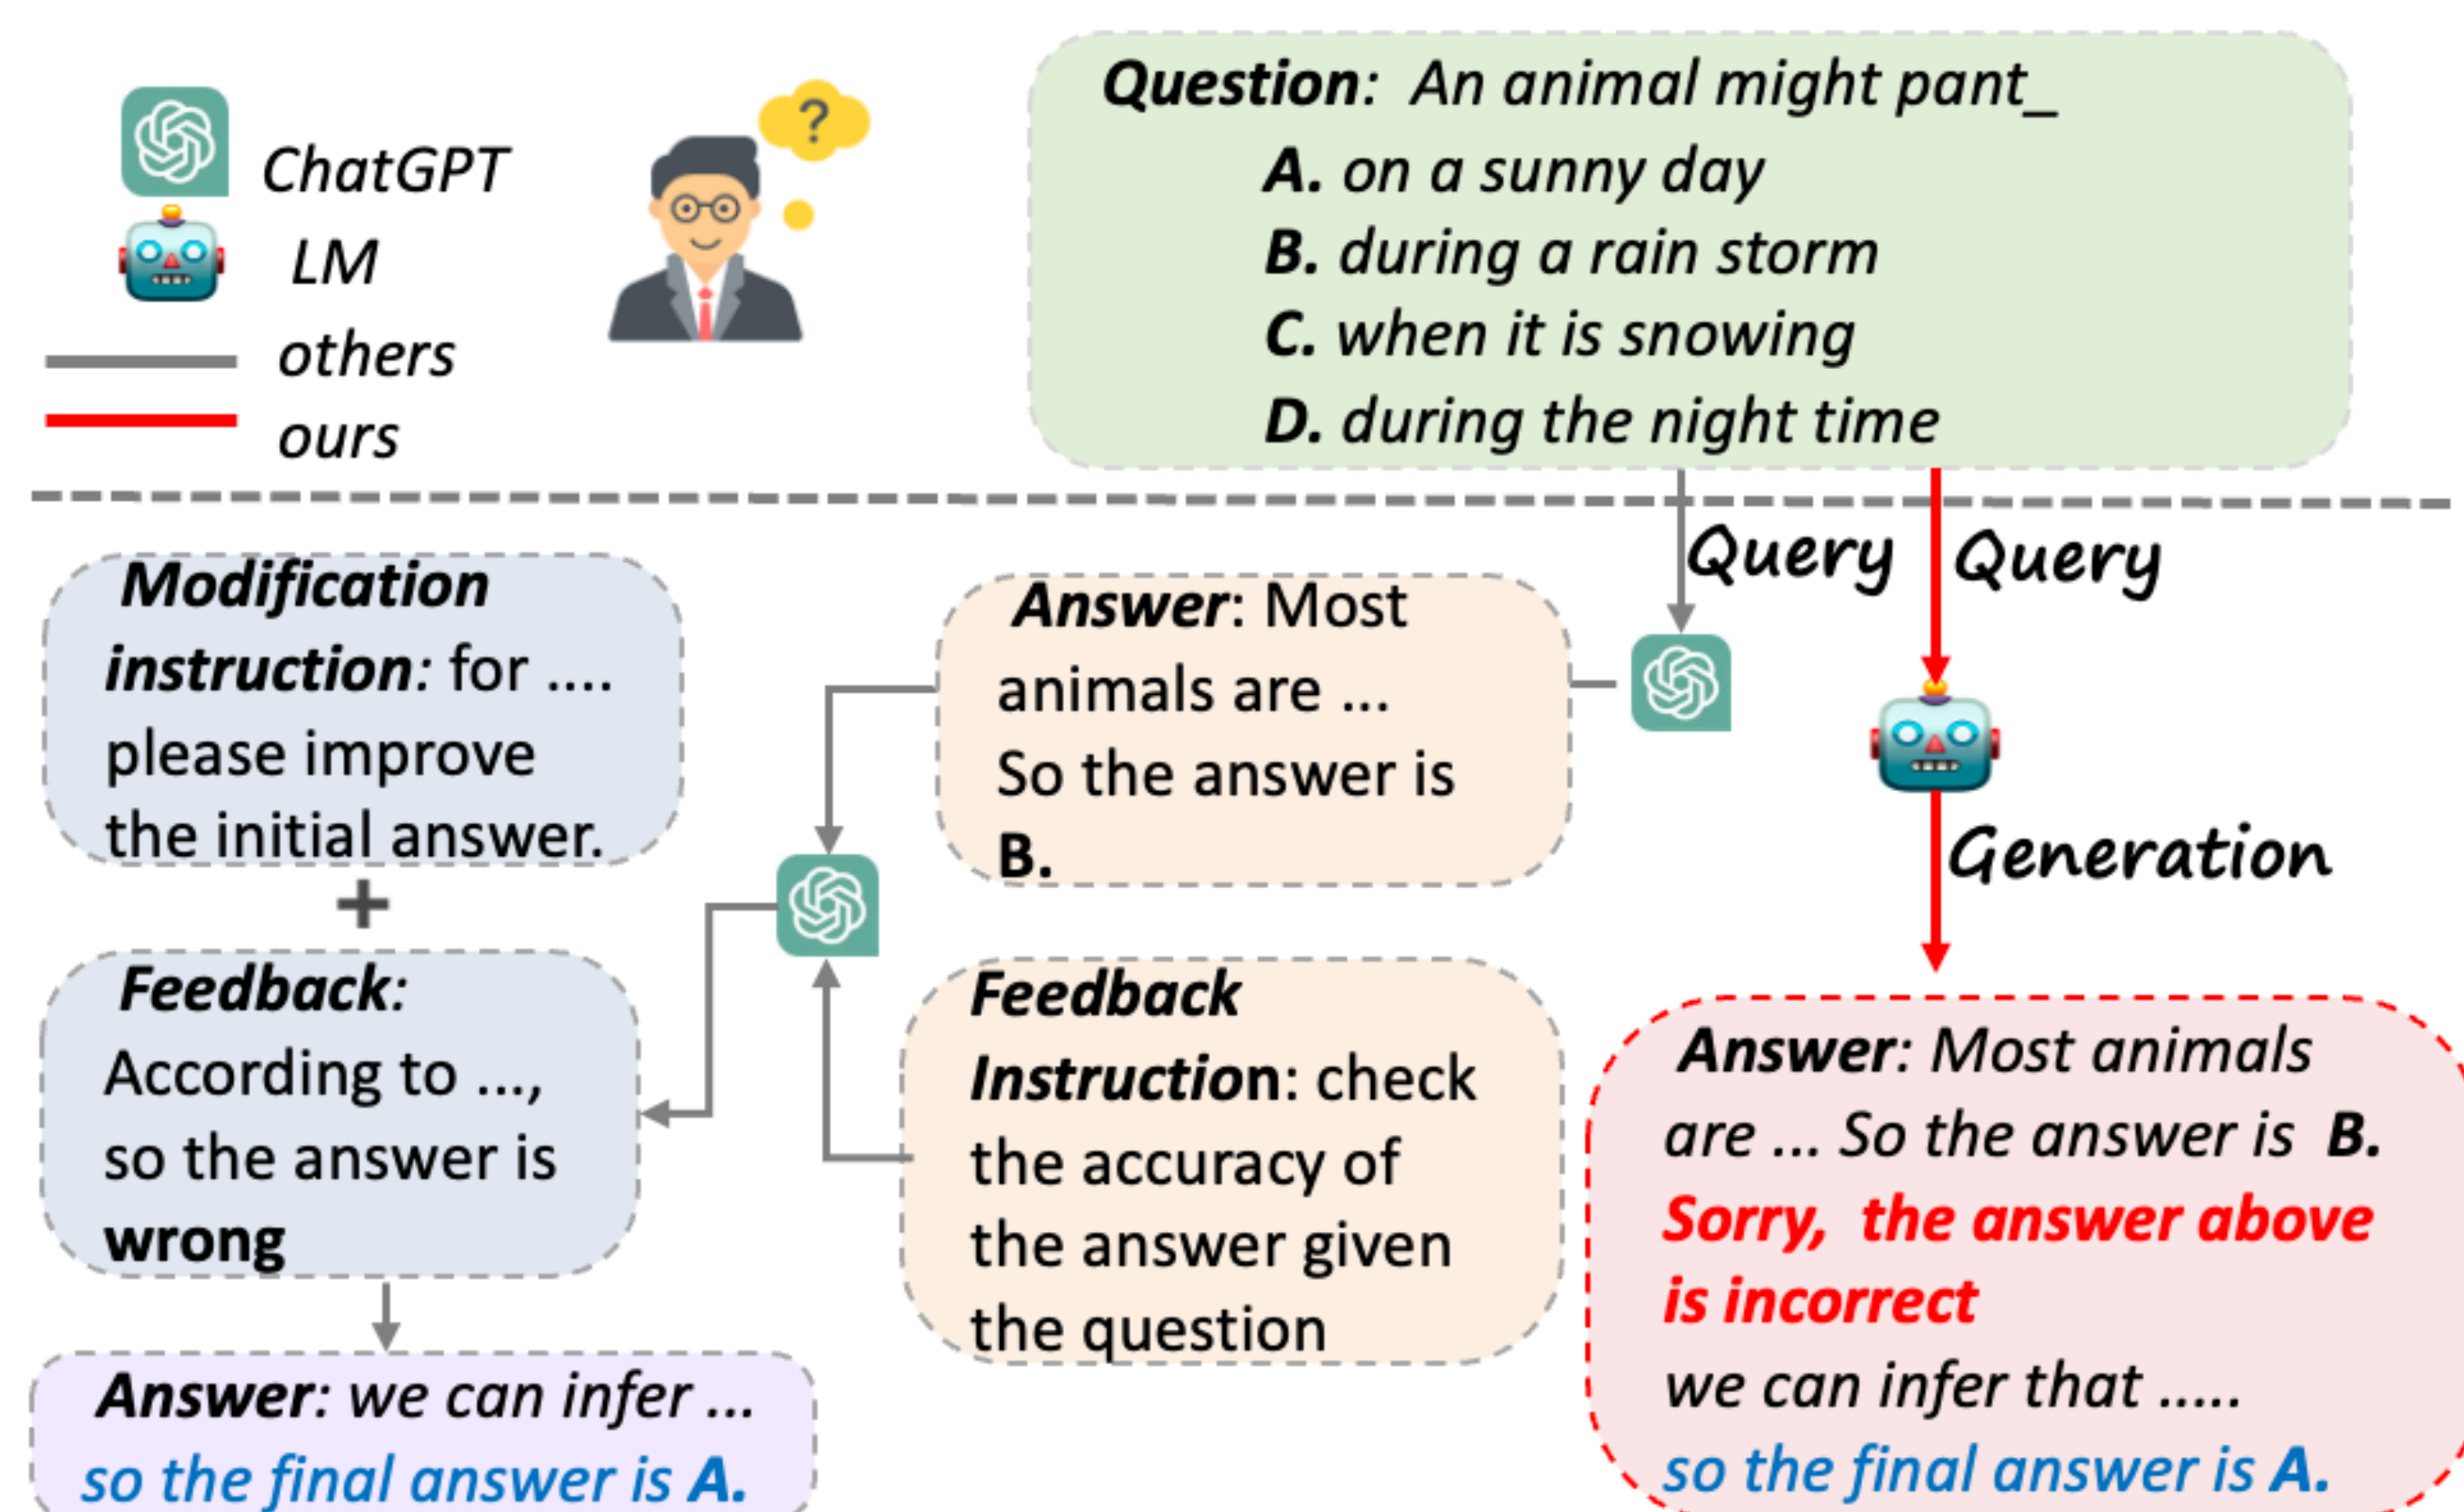 ChatGPT
LM
others
ours
?
Question: An animal might pant_
A. on a sunny day
B. during a rain storm
C. when it is snowing
D. during the night time
Query
Query
Modification
instruction: for ....
please improve
the initial answer.
+
Feedback:
According to ...,
so the answer is
wrong
Answer: we can infer ...
so the final answer is A.
Answer: Most
animals are ...
So the answer is
B.
Feedback
Instruction: check
the accuracy of
the answer given
the question
Generation
Answer: Most animals
are ... So the answer is B.
Sorry, the answer above
is incorrect
we can infer that .....
so the final answer is A.